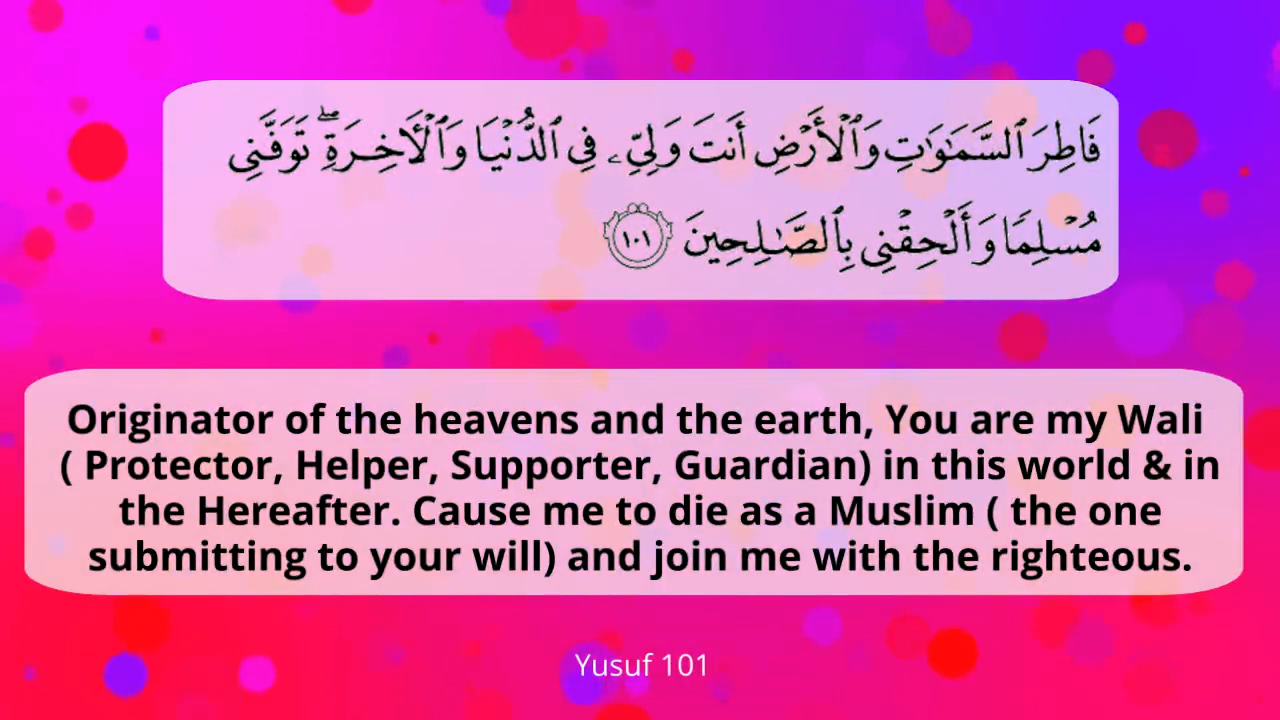 فَاطِرَ ٱلسَّمَٰوَٰتِ وَٱلْأَرْضِ أَنتَ وَلِيِّۦ فِى ٱلدُّنْيَا وَٱلْءَاخِرَةِۖ تَوَفَّنِى
مُسْلِمًا وَأَلْحِقْنِى بِٱلصَّٰلِحِينَ ١٠١
Originator of the heavens and the earth, You are my Wali
( Protector, Helper, Supporter, Guardian) in this world & in
the Hereafter. Cause me to die as a Muslim ( the one
submitting to your will) and join me with the righteous.
Yusuf 101